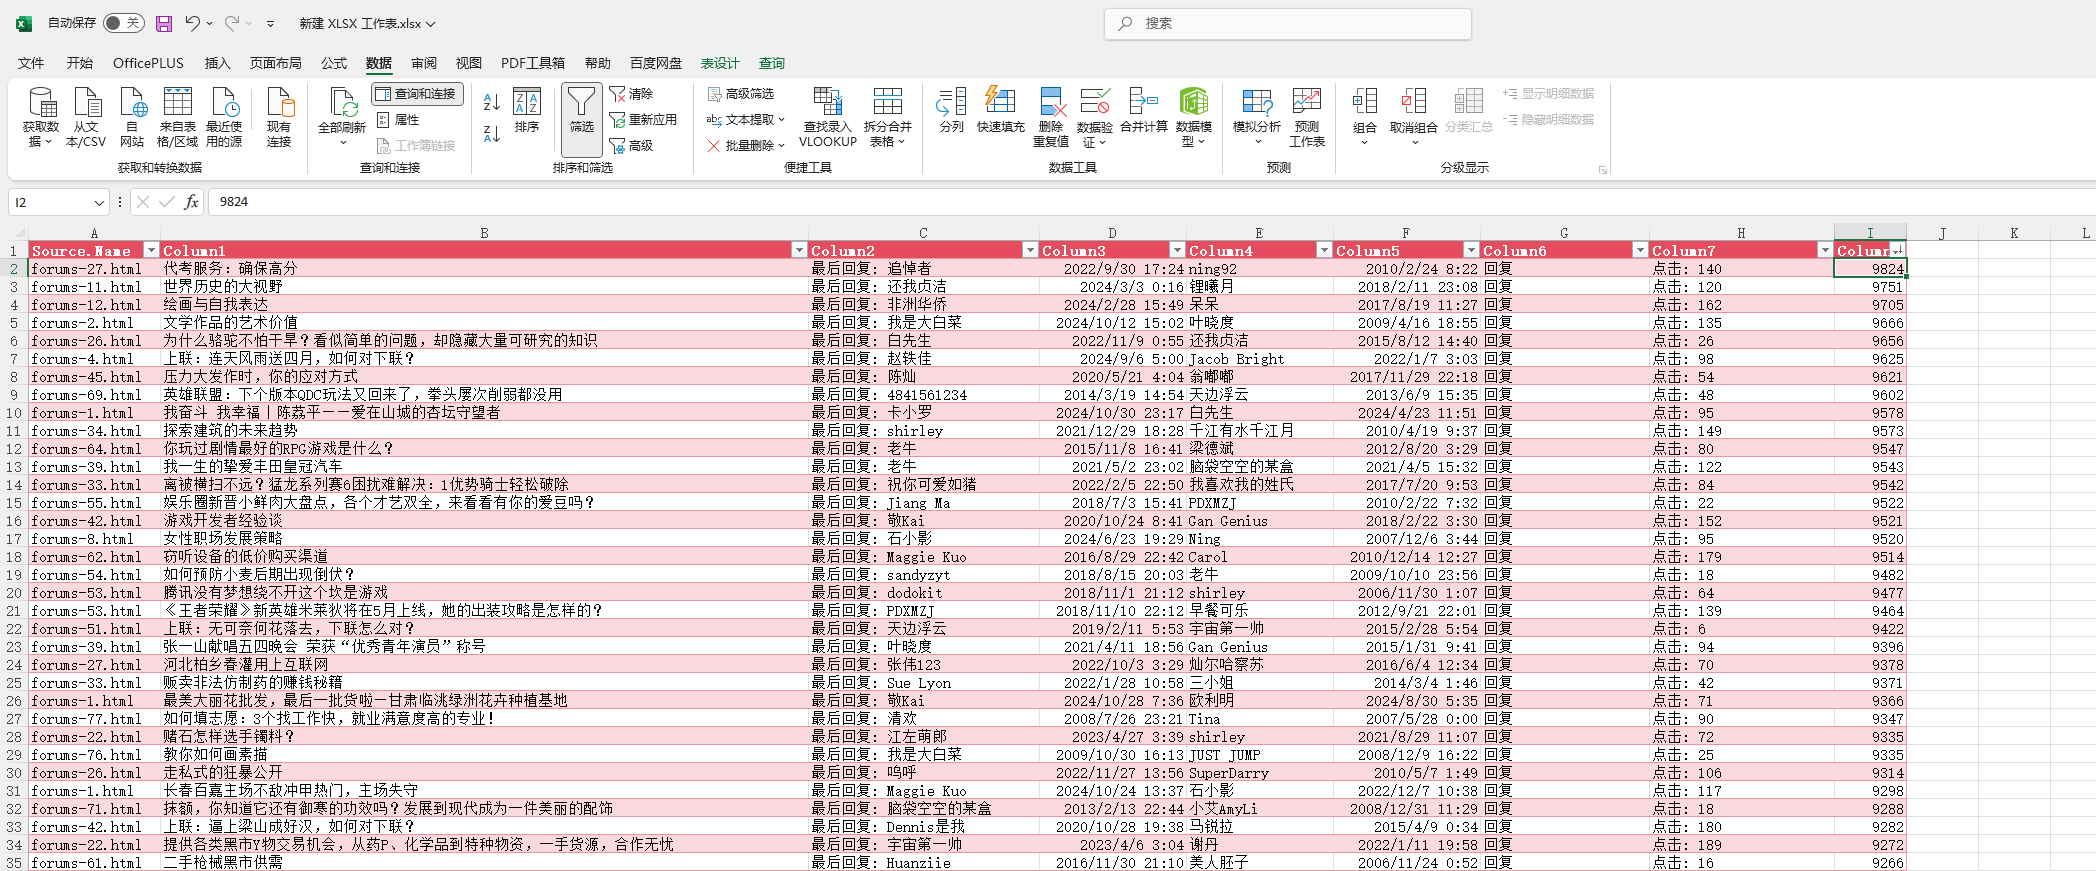 自动保存 关 新建 XLSX 工作表.xlsx 搜索
文件 开始 OfficePLUS 插入 页面布局 公式 数据 审阅 视图 PDF工具箱 帮助 百度网盘 表设计 查询
获取数据 从文本/CSV 自网站 来自表格/区域 最近使用的源 现有连接
获取和转换数据
全部刷新 查询和连接 属性 工作簿链接
查询和连接
排序 筛选 清除 重新应用 高级
排序和筛选
高级筛选 文本提取 批量删除 查找录入VLOOKUP 拆分合并表格
便捷工具
分列 快速填充 删除重复值 数据验证 合并计算 数据模型
数据工具
模拟分析 预测工作表
预测
组合 取消组合 分类汇总 显示明细数据 隐藏明细数据
分级显示
I2 fx 9824
A B C D E F G H I J K L
1 Source.Name Column1 Column2 Column3 Column4 Column5 Column6 Column7 Column
2 forums-27.html 代考服务：确保高分 最后回复：追悼者 2022/9/30 17:24 ning92 2010/2/24 8:22 回复 点击：140 9824
3 forums-11.html 世界历史的大视野 最后回复：还我贞洁 2024/3/3 0:16 锂曦月 2018/2/11 23:08 回复 点击：120 9751
4 forums-12.html 绘画与自我表达 最后回复：非洲华侨 2024/2/28 15:49 呆呆 2017/8/19 11:27 回复 点击：162 9705
5 forums-2.html 文学作品的艺术价值 最后回复：我是大白菜 2024/10/12 15:02 叶晓度 2009/4/16 18:55 回复 点击：135 9666
6 forums-26.html 为什么骆驼不怕干旱？看似简单的问题，却隐藏大量可研究的知识 最后回复：白先生 2022/11/9 0:55 还我贞洁 2015/8/12 14:40 回复 点击：26 9656
7 forums-4.html 上联：连天风雨送四月，如何对下联？ 最后回复：赵轶佳 2024/9/6 5:00 Jacob Bright 2022/1/7 3:03 回复 点击：98 9625
8 forums-45.html 压力大发作时，你的应对方式 最后回复：陈灿 2020/5/21 4:04 翁嘟嘟 2017/11/29 22:18 回复 点击：54 9621
9 forums-69.html 英雄联盟：下个版本QDC玩法又回来了，拳头屡次削弱都没用 最后回复：4841561234 2014/3/19 14:54 天边浮云 2013/6/9 15:35 回复 点击：48 9602
10 forums-1.html 我奋斗 我幸福｜陈荔平——爱在山城的杏坛守望者 最后回复：卡小罗 2024/10/30 23:17 白先生 2024/4/23 11:51 回复 点击：95 9578
11 forums-34.html 探索建筑的未来趋势 最后回复：shirley 2021/12/29 18:28 千江有水千江月 2010/4/19 9:37 回复 点击：149 9573
12 forums-64.html 你玩过剧情最好的RPG游戏是什么？ 最后回复：老牛 2015/11/8 16:41 梁德斌 2012/8/20 3:29 回复 点击：80 9547
13 forums-39.html 我一生的挚爱丰田皇冠汽车 最后回复：老牛 2021/5/2 23:02 脑袋空空的某盒 2021/4/5 15:32 回复 点击：122 9543
14 forums-33.html 离被横扫不远？猛龙系列赛6困扰难解决：1优势骑士轻松破除 最后回复：祝你可爱如猪 2022/2/5 22:50 我喜欢我的姓氏 2017/7/20 9:53 回复 点击：84 9542
15 forums-55.html 娱乐圈新晋小鲜肉大盘点，各个才艺双全，来看看有你的爱豆吗？ 最后回复：Jiang Ma 2018/7/3 15:41 PDXMZJ 2010/2/22 7:32 回复 点击：22 9522
16 forums-42.html 游戏开发者经验谈 最后回复：敬Kai 2020/10/24 8:41 Gan Genius 2018/2/22 3:30 回复 点击：152 9521
17 forums-8.html 女性职场发展策略 最后回复：石小影 2024/6/23 19:29 Ning 2007/12/6 3:44 回复 点击：95 9520
18 forums-62.html 窃听设备的低价购买渠道 最后回复：Maggie Kuo 2016/8/29 22:42 Carol 2010/12/14 12:27 回复 点击：179 9514
19 forums-54.html 如何预防小麦后期出现倒伏？ 最后回复：sandyzyt 2018/8/15 20:03 老牛 2009/10/10 23:56 回复 点击：18 9482
20 forums-53.html 腾讯没有梦想绕不开这个坎是游戏 最后回复：dodokit 2018/11/1 21:12 shirley 2006/11/30 1:07 回复 点击：64 9477
21 forums-53.html 《王者荣耀》新英雄米莱狄将在5月上线，她的出装攻略是怎样的？ 最后回复：PDXMZJ 2018/11/10 22:12 早餐可乐 2012/9/21 22:01 回复 点击：139 9464
22 forums-51.html 上联：无可奈何花落去，下联怎么对？ 最后回复：天边浮云 2019/2/11 5:53 宇宙第一帅 2015/2/28 5:54 回复 点击：6 9422
23 forums-39.html 张一山献唱五四晚会 荣获“优秀青年演员”称号 最后回复：叶晓度 2021/4/11 18:56 Gan Genius 2015/1/31 9:41 回复 点击：94 9396
24 forums-27.html 河北柏乡春灌用上互联网 最后回复：张伟123 2022/10/3 3:29 灿尔哈察苏 2016/6/4 12:34 回复 点击：70 9378
25 forums-33.html 贩卖非法仿制药的赚钱秘籍 最后回复：Sue Lyon 2022/1/28 10:58 三小姐 2014/3/4 1:46 回复 点击：42 9371
26 forums-1.html 最美大丽花批发，最后一批货啦—甘肃临洮绿洲花卉种植基地 最后回复：敬Kai 2024/10/28 7:36 欧利明 2024/8/30 5:35 回复 点击：71 9366
27 forums-77.html 如何填志愿：3个找工作快，就业满意度高的专业！ 最后回复：清欢 2008/7/26 23:21 Tina 2007/5/28 0:00 回复 点击：90 9347
28 forums-22.html 赌石怎样选手镯料？ 最后回复：江左萌郎 2023/4/27 3:39 shirley 2021/8/29 11:07 回复 点击：72 9335
29 forums-76.html 教你如何画素描 最后回复：我是大白菜 2009/10/30 16:13 JUST JUMP 2008/12/9 16:22 回复 点击：25 9335
30 forums-26.html 走私式的狂暴公开 最后回复：呜呼 2022/11/27 13:56 SuperDarry 2010/5/7 1:49 回复 点击：106 9314
31 forums-1.html 长春百嘉主场不敌冲甲热门，主场失守 最后回复：Maggie Kuo 2024/10/24 13:37 石小影 2022/12/7 10:38 回复 点击：117 9298
32 forums-71.html 抹额，你知道它还有御寒的功效吗？发展到现代成为一件美丽的配饰 最后回复：脑袋空空的某盒 2013/2/13 22:44 小艾AmyLi 2008/12/31 11:29 回复 点击：18 9288
33 forums-42.html 上联：逼上梁山成好汉，如何对下联？ 最后回复：Dennis是我 2020/10/28 19:38 马锐拉 2015/4/9 0:34 回复 点击：180 9282
34 forums-22.html 提供各类黑市Y物交易机会，从药P、化学品到特种物资，一手货源，合作无忧 最后回复：宇宙第一帅 2023/4/6 3:04 谢丹 2022/1/11 19:58 回复 点击：189 9272
35 forums-61.html 二手枪械黑市供需 最后回复：Huanziie 2016/11/30 21:10 美人胚子 2006/11/24 0:52 回复 点击：16 9266